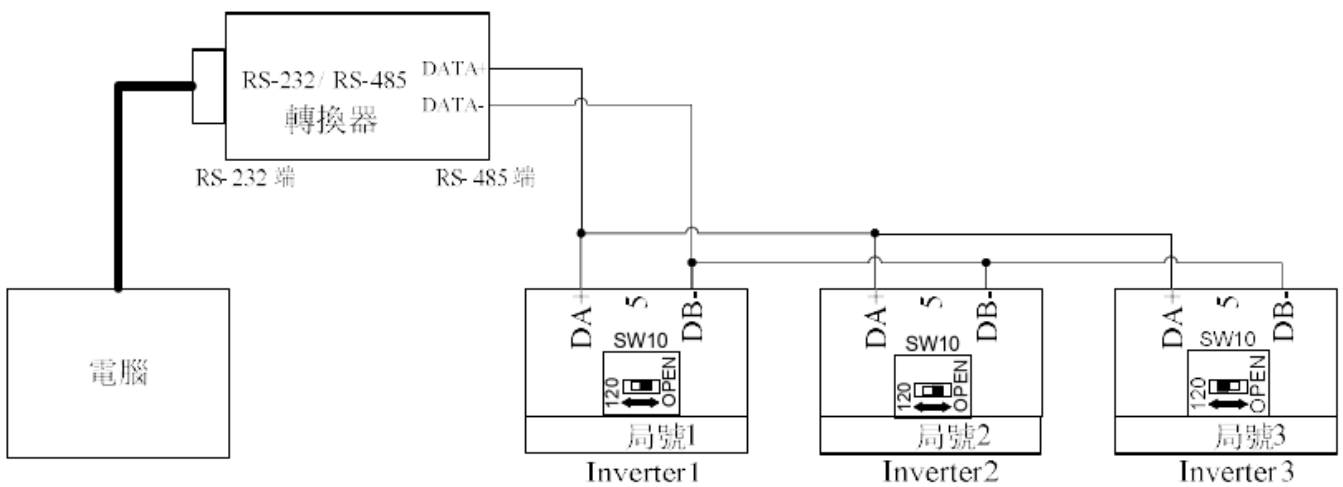 RS-232/ RS-485
轉換器
DATA+
DATA-
RS-232 端
RS-485 端
電腦
DA+
5
DB-
SW10
120
OPEN
局號1
Inverter1
DA+
5
DB-
SW10
120
OPEN
局號2
Inverter2
DA+
5
DB-
SW10
120
OPEN
局號3
Inverter3